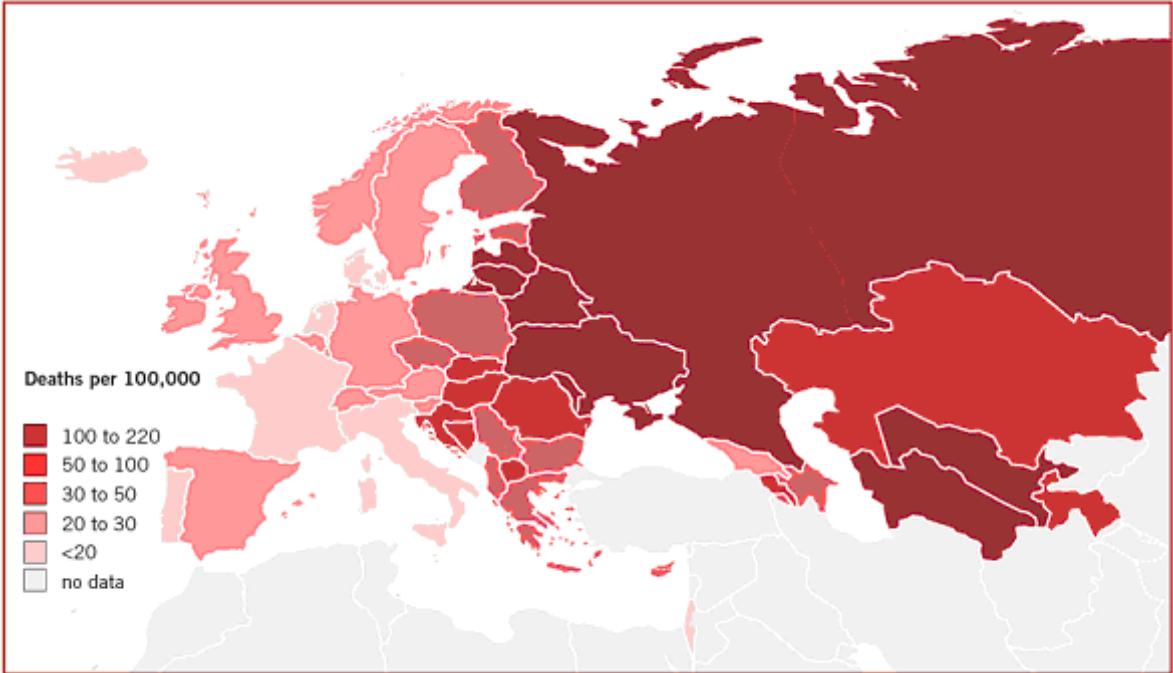 Deaths per 100,000
100 to 220
50 to 100
30 to 50
20 to 30
<20
no data